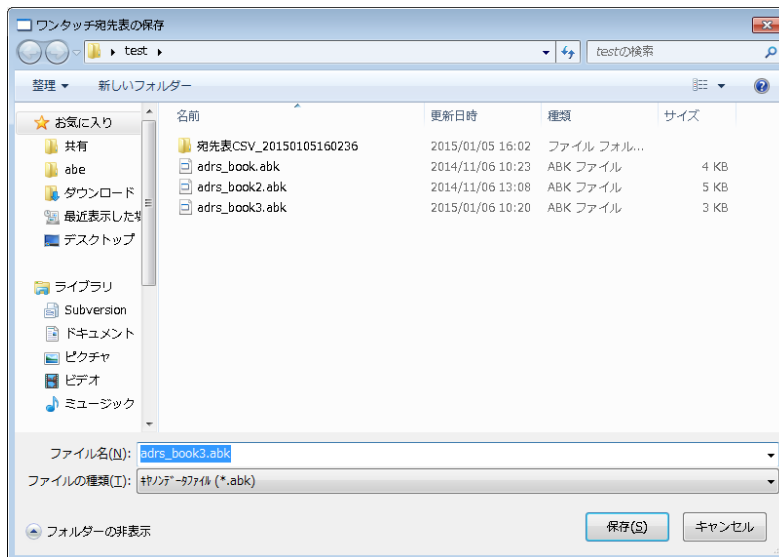 ワンタッチ宛先表の保存
test
testの検索
整理 新しいフォルダー
名前 更新日時 種類 サイズ
お気に入り
共有
abe
ダウンロード
最近表示した場
デスクトップ
ライブラリ
Subversion
ドキュメント
ピクチャ
ビデオ
ミュージック
宛先表CSV_20150105160236 2015/01/05 16:02 ファイル フォル...
adrs_book.abk 2014/11/06 10:23 ABK ファイル 4 KB
adrs_book2.abk 2014/11/06 13:08 ABK ファイル 5 KB
adrs_book3.abk 2015/01/06 10:20 ABK ファイル 3 KB
ファイル名(N): adrs_book3.abk
ファイルの種類(T): ｷﾔﾉﾝﾃﾞｰﾀﾌｧｲﾙ (*.abk)
フォルダーの非表示
保存(S) キャンセル